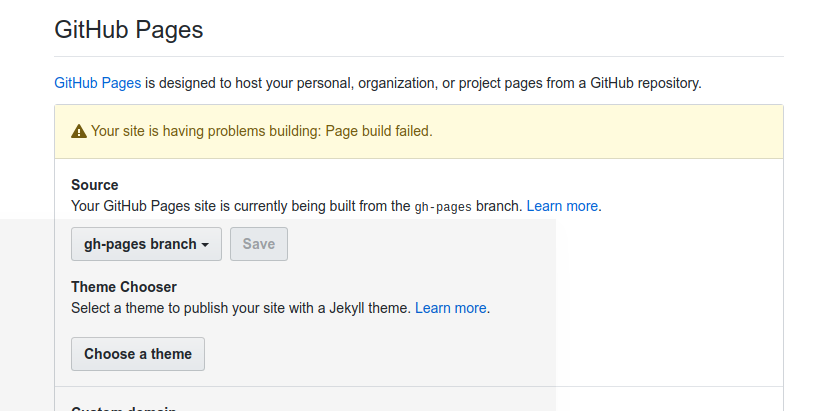 GitHub Pages
GitHub Pages is designed to host your personal, organization, or project pages from a GitHub repository.
Your site is having problems building: Page build failed.
Source
Your GitHub Pages site is currently being built from the gh-pages branch. Learn more.
gh-pages branch Save
Theme Chooser
Select a theme to publish your site with a Jekyll theme. Learn more.
Choose a theme
Custom domain